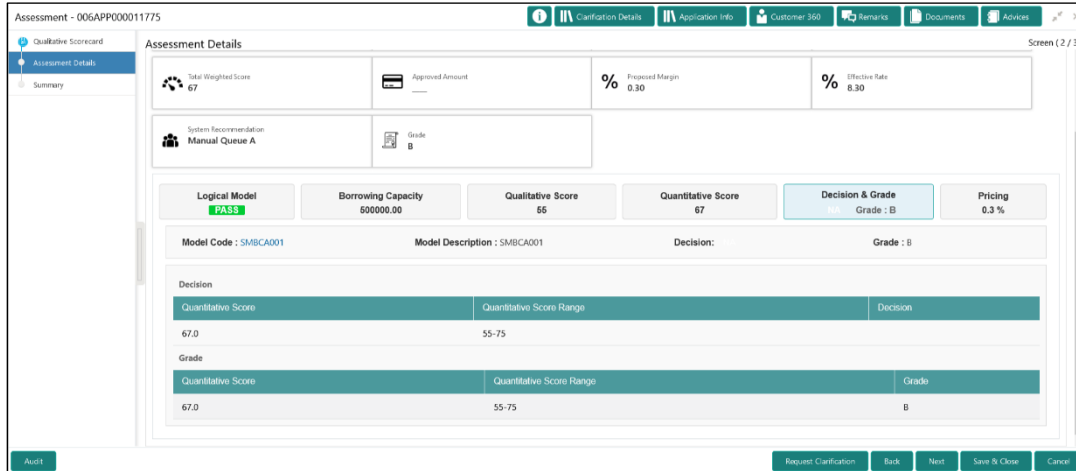 Assessment - 006APP000011775
Clarification Details
Application Info
Customer 360
Remarks
Documents
Advices
Qualitative Scorecard
Assessment Details
Summary
Assessment Details
Screen ( 2 / 3
Total Weighted Score
67
Approved Amount
Proposed Margin
0.30
Effective Rate
8.30
System Recommendation
Manual Queue A
Grade
B
Logical Model
PASS
Borrowing Capacity
500000.00
Qualitative Score
55
Quantitative Score
67
Decision & Grade
NA Grade : B
Pricing
0.3 %
Model Code : SMBCA001 Model Description : SMBCA001 Decision: Grade : B
Decision
Quantitative Score Quantitative Score Range Decision
67.0 55-75
Grade
Quantitative Score Quantitative Score Range Grade
67.0 55-75 B
Audit Request Clarification Back Next Save & Close Cancel